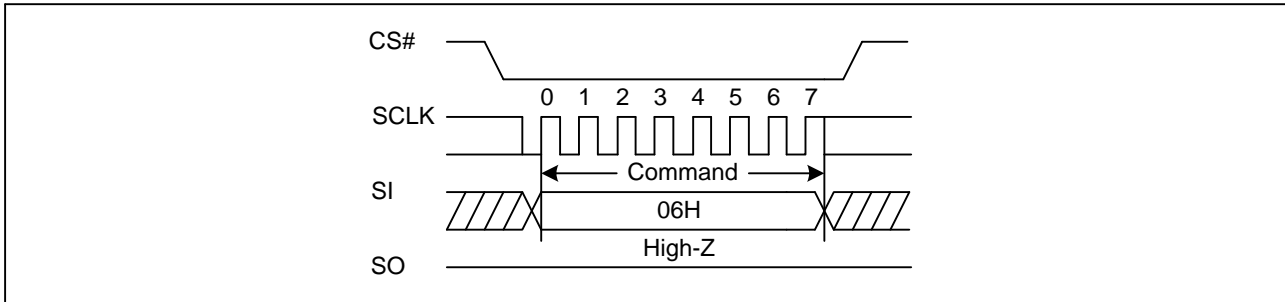 CS#
0 1 2 3 4 5 6 7
SCLK
Command
SI
06H
High-Z
SO